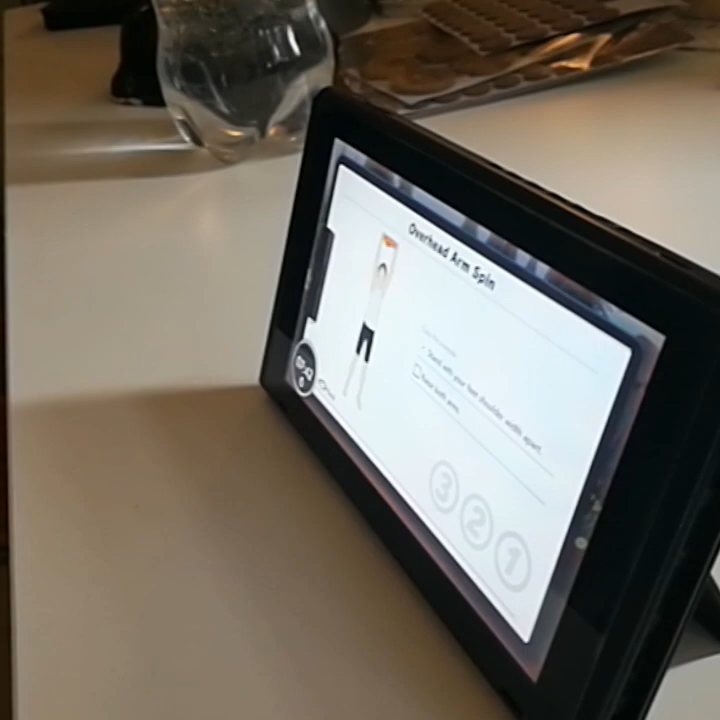 Overhead Arm Spin
Stand with your feet shoulder width apart.
Raise both arms.
3 2 1